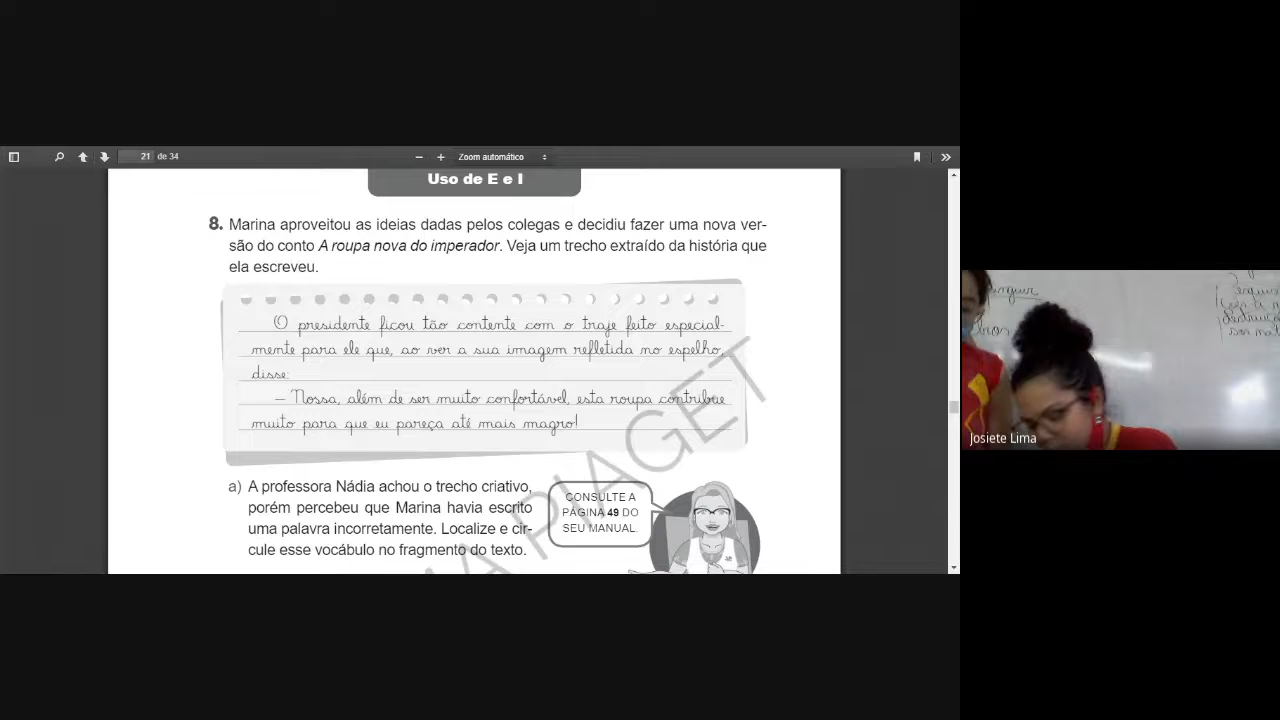 21 de 34
Zoom automático
Uso de E e I
8. Marina aproveitou as ideias dadas pelos colegas e decidiu fazer uma nova ver-
são do conto A roupa nova do imperador. Veja um trecho extraído da história que
ela escreveu.
O presidente ficou tão contente com o traje feito especial-
mente para ele que, ao ver a sua imagem refletida no espelho,
disse:
– Nossa, além de ser muito confortável, esta roupa contribue
muito para que eu pareça até mais magro!
a) A professora Nádia achou o trecho criativo,
porém percebeu que Marina havia escrito
uma palavra incorretamente. Localize e cir-
cule esse vocábulo no fragmento do texto.
CONSULTE A
PÁGINA 49 DO
SEU MANUAL.
PIAGET
Josiete Lima